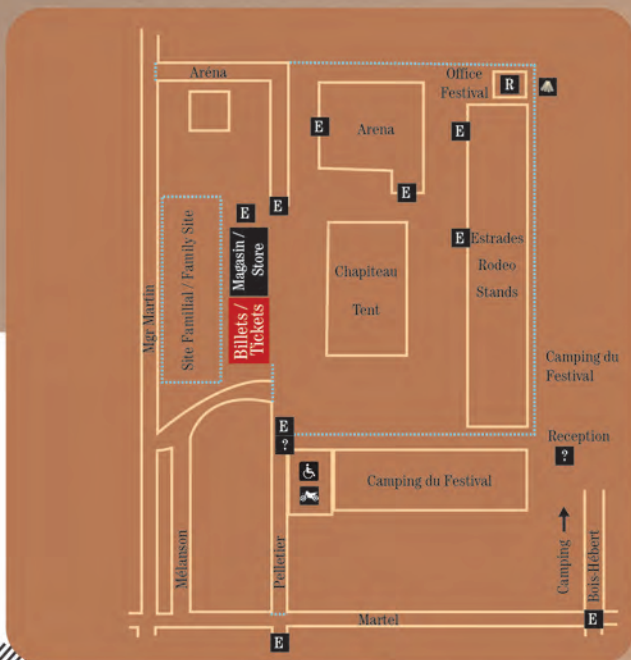 Aréna
Office
Festival
R
E
Arena
E
E
E
E
E
Site Familial / Family Site
Magasin /
Store
Billets /
Tickets
Mgr Martin
Chapiteau
Tent
E
Estrades
Rodeo
Stands
Camping du
Festival
E
?
Reception
?
Camping du Festival
Mélanson
Pelletier
Camping
Bois-Hébert
Martel
E
E